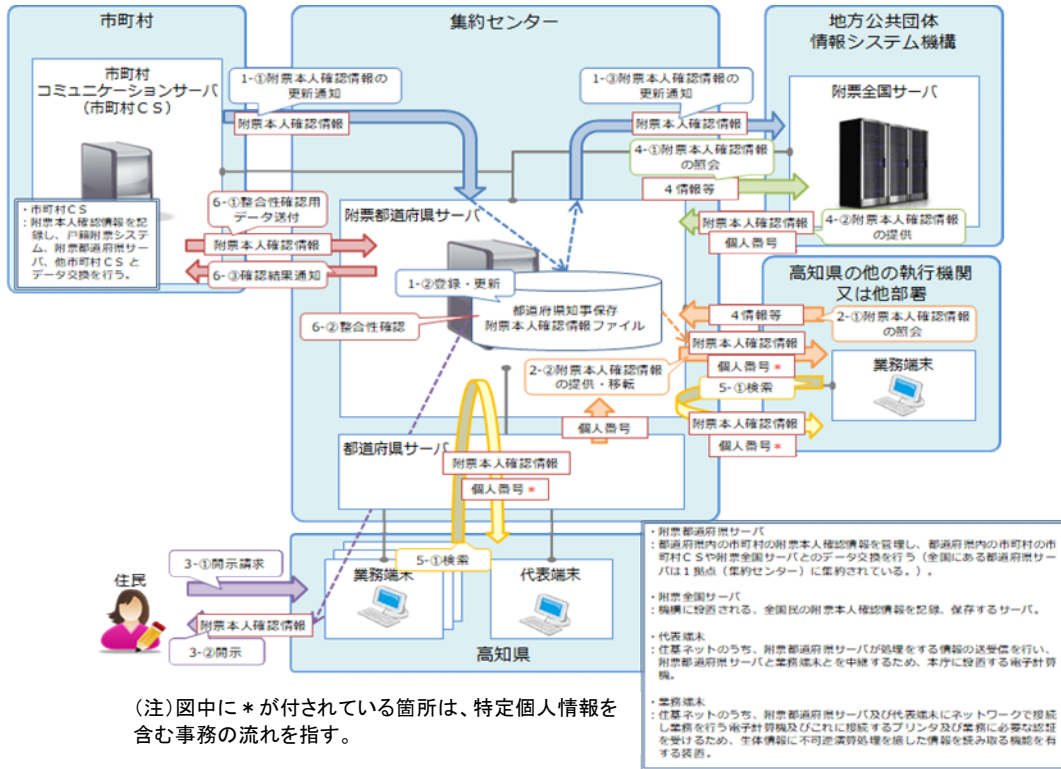 市町村
集約センター
地方公共団体
情報システム機構
市町村
コミュニケーションサーバ
(市町村CS)
1-①附票本人確認情報の
更新通知
附票本人確認情報
1-③附票本人確認情報の
更新通知
附票本人確認情報
附票全国サーバ
4-①附票本人確認情報
の照会
4情報等
附票本人確認情報
個人番号
4-②附票本人確認情報
の提供
・市町村CS
:附票本人確認情報を記
録し、戸籍附票システ
ム、附票都道府県サー
バ、他市町村CSと
データ交換を行う。
6-①整合性確認用
データ送付
附票本人確認情報
6-③確認結果通知
附票都道府県サーバ
1-②登録・更新
都道府県知事保存
附票本人確認情報ファイル
6-②整合性確認
2-②附票本人確認情報
の提供・移転
高知県の他の執行機関
又は他部署
4情報等
2-①附票本人確認情報
の照会
附票本人確認情報
個人番号*
業務端末
5-①検索
附票本人確認情報
個人番号*
個人番号
都道府県サーバ
附票本人確認情報
個人番号*
5-①検索
業務端末
代表端末
高知県
住民
3-①開示請求
附票本人確認情報
3-②開示
・附票都道府県サーバ
:都道府県内の市町村の附票本人確認情報を管理し、都道府県内の市町村の市
町村CSや附票全国サーバとのデータ交換を行う(全国にある都道府県サー
バは1拠点(集約センター)に集約されている。)。
・附票全国サーバ
:機構に設置される、全国民の附票本人確認情報を記録、保存するサーバ。
・代表端末
:住基ネットのうち、附票都道府県サーバが処理をする情報の送受信を行い、
附票都道府県サーバと業務端末とを中継するため、本庁に設置する電子計算
機。
・業務端末
:住基ネットのうち、附票都道府県サーバ及び代表端末にネットワークで接続
し業務を行う電子計算機及びこれに接続するプリンタ及び業務に必要な認証
を受けるため、生体情報に不可逆演算処理を施した情報を読み取る機能を有
する装置。
(注)図中に*が付されている箇所は、特定個人情報を
含む事務の流れを指す。